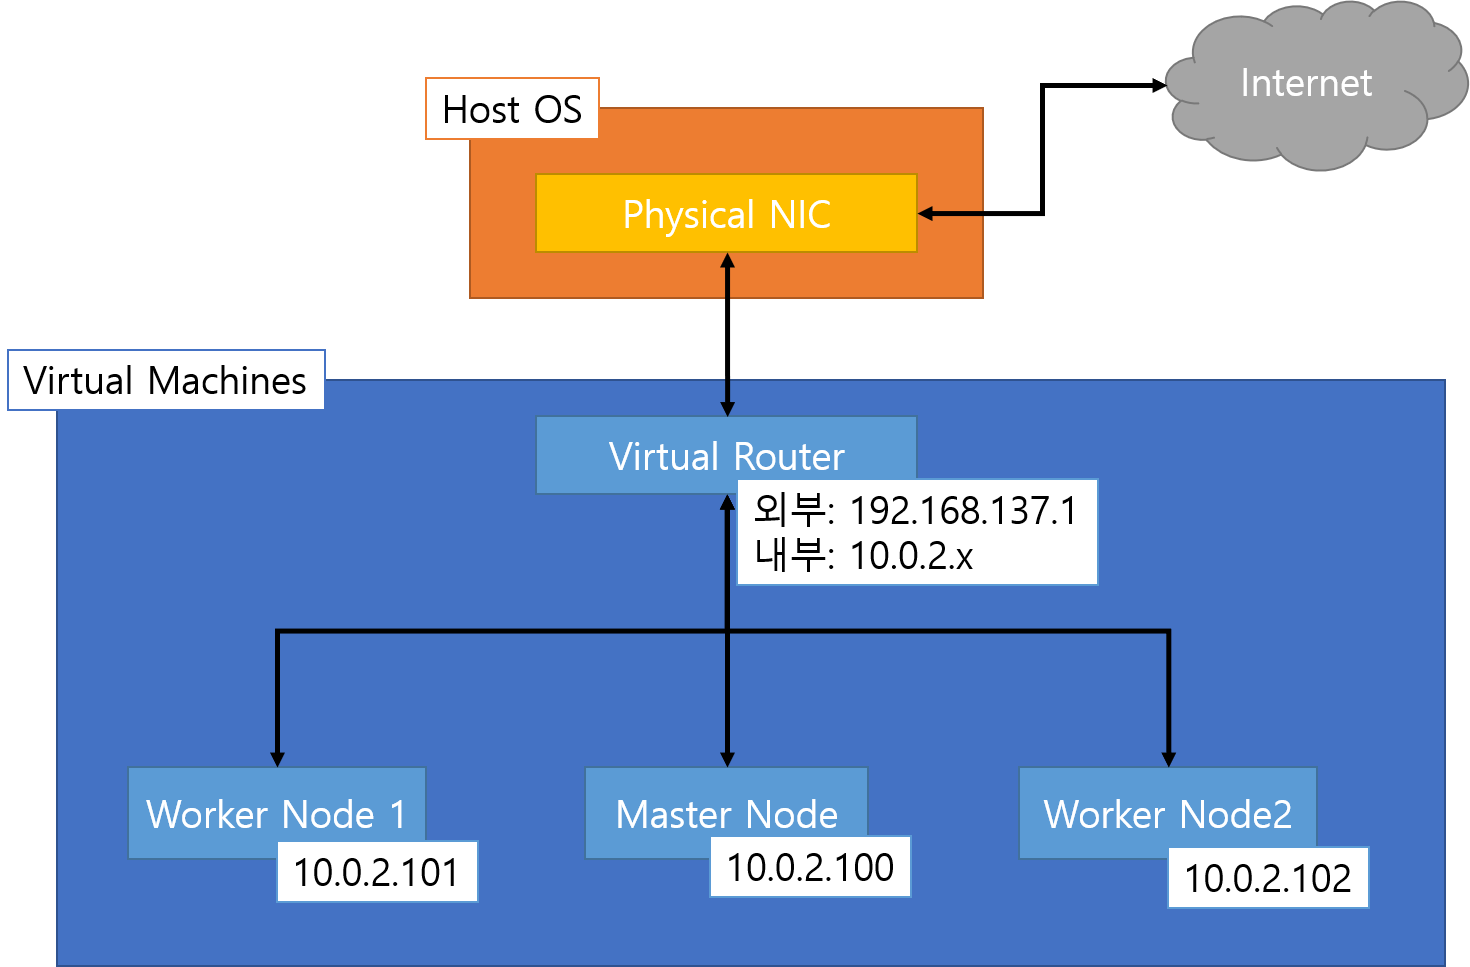 Internet
Host OS
Physical NIC
Virtual Machines
Virtual Router
외부: 192.168.137.1
내부: 10.0.2.x
Worker Node 1
10.0.2.101
Master Node
10.0.2.100
Worker Node2
10.0.2.102